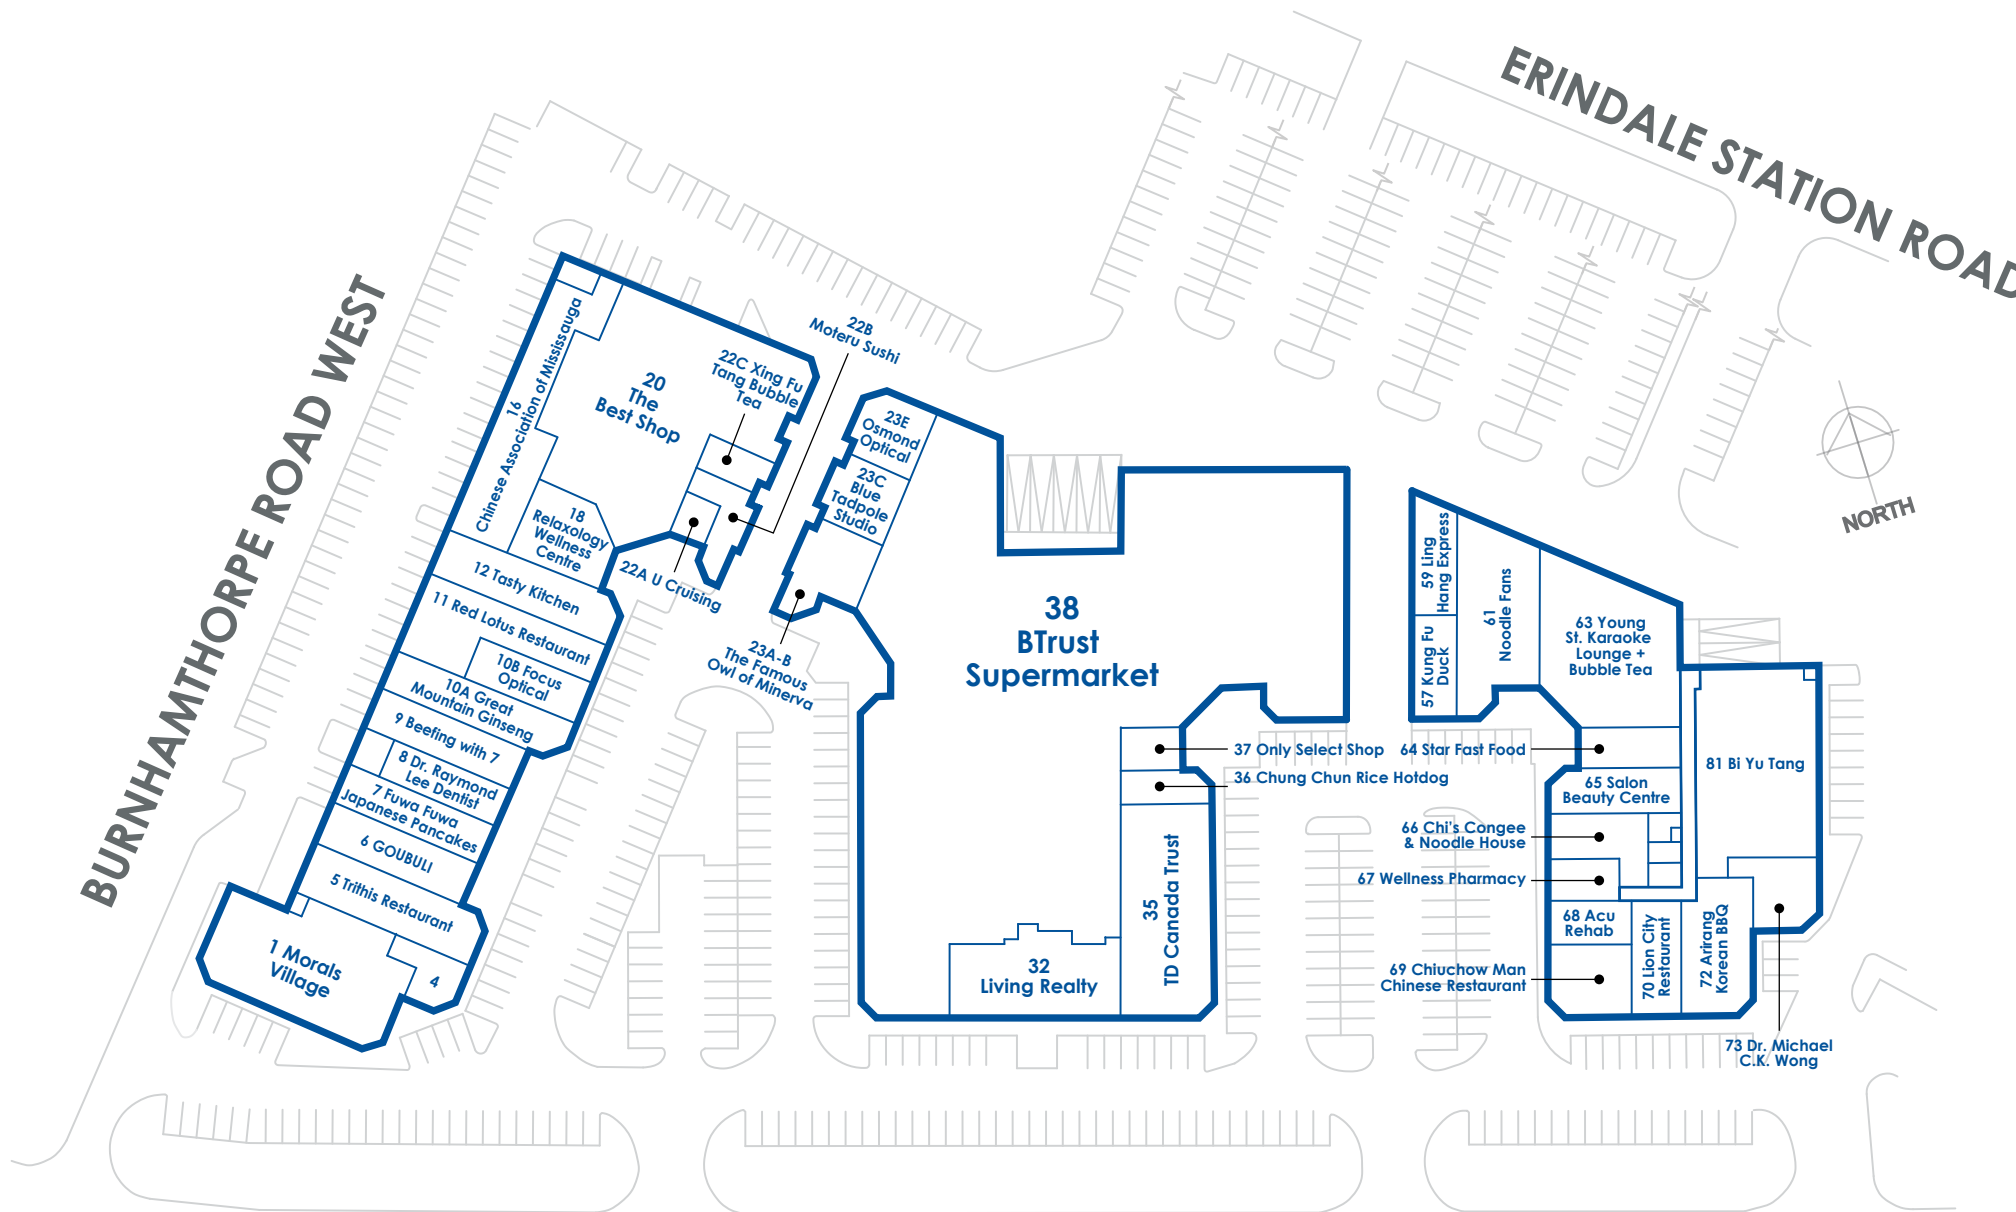 ERINDALE STATION ROAD
BURNHAMTHORPE ROAD WEST
NORTH
16
Chinese Association of Mississauga
20
The
Best Shop
22C Xing Fu
Tang Bubble
Tea
22B
Moteru Sushi
18
Relaxology
Wellness
Centre
22A U Cruising
12 Tasty Kitchen
11 Red Lotus Restaurant
10B Focus
Optical
10A Great
Mountain Ginseng
9 Beefing with 7
8 Dr. Raymond
Lee Dentist
7 Fuwa Fuwa
Japanese Pancakes
6 GOUBULI
5 Trithis Restaurant
4
1 Morals
Village
23E
Osmond
Optical
23C
Blue
Tadpole
Studio
23A-B
The Famous
Owl of Minerva
38
BTrust
Supermarket
37 Only Select Shop
36 Chung Chun Rice Hotdog
35
TD Canada Trust
32
Living Realty
59 Ling
Hang Express
57 Kung Fu
Duck
61
Noodle Fans
63 Young
St. Karaoke
Lounge +
Bubble Tea
64 Star Fast Food
65 Salon
Beauty Centre
66 Chi's Congee
& Noodle House
67 Wellness Pharmacy
68 Acu
Rehab
69 Chiuchow Man
Chinese Restaurant
70 Lion City
Restaurant
72 Arirang
Korean BBQ
81 Bi Yu Tang
73 Dr. Michael
C.K. Wong